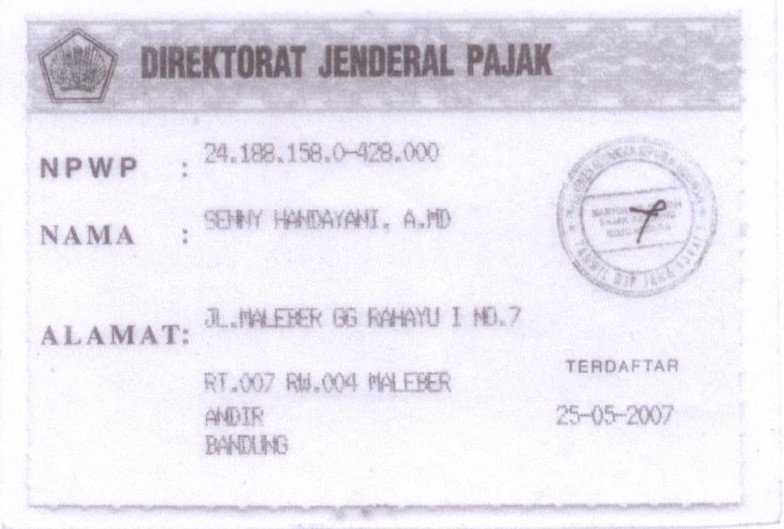 DIREKTORAT JENDERAL PAJAK
NPWP : 24.188.158.0-428.000
NAMA : SENNY HANDAYANI, A.MD
ALAMAT: JL.MALEBER GG RAHAYU I NO.7
RT.007 RW.004 MALEBER
ANDIR
BANDUNG
TERDAFTAR
25-05-2007